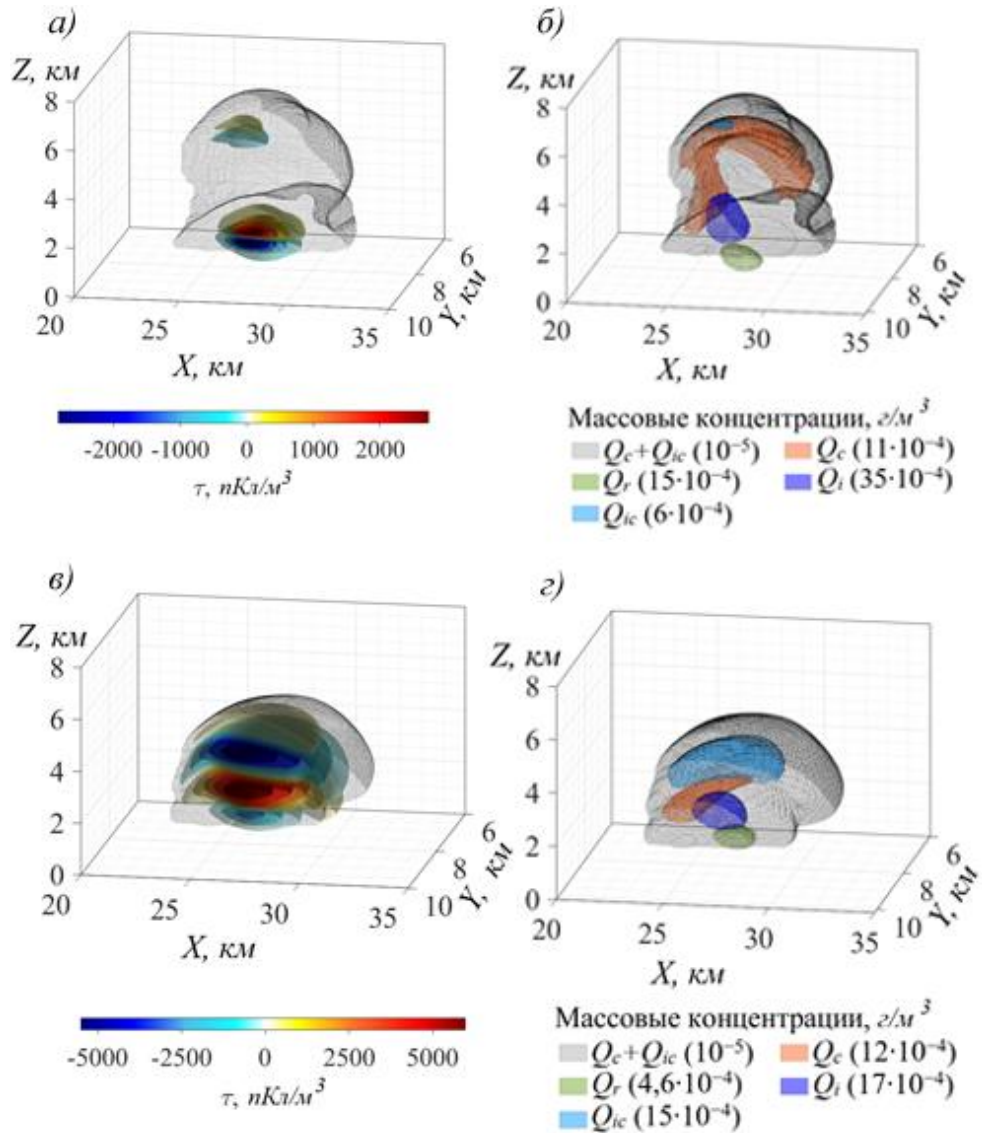 а)
Z, км
8
6
4
2
0
20
25
30
35
X, км
6
8
10
Y, км
-2000
-1000
0
1000
2000
τ, пКл/м³
б)
Z, км
8
6
4
2
0
20
25
30
35
X, км
6
8
10
Y, км
Массовые концентрации, г/м³
Qc+Qic (10⁻⁵)
Qc (11·10⁻⁴)
Qr (15·10⁻⁴)
Qi (35·10⁻⁴)
Qic (6·10⁻⁴)
в)
Z, км
8
6
4
2
0
20
25
30
35
X, км
6
8
10
Y, км
-5000
-2500
0
2500
5000
τ, пКл/м³
г)
Z, км
8
6
4
2
0
20
25
30
35
X, км
6
8
10
Y, км
Массовые концентрации, г/м³
Qc+Qic (10⁻⁵)
Qc (12·10⁻⁴)
Qr (4,6·10⁻⁴)
Qi (17·10⁻⁴)
Qic (15·10⁻⁴)